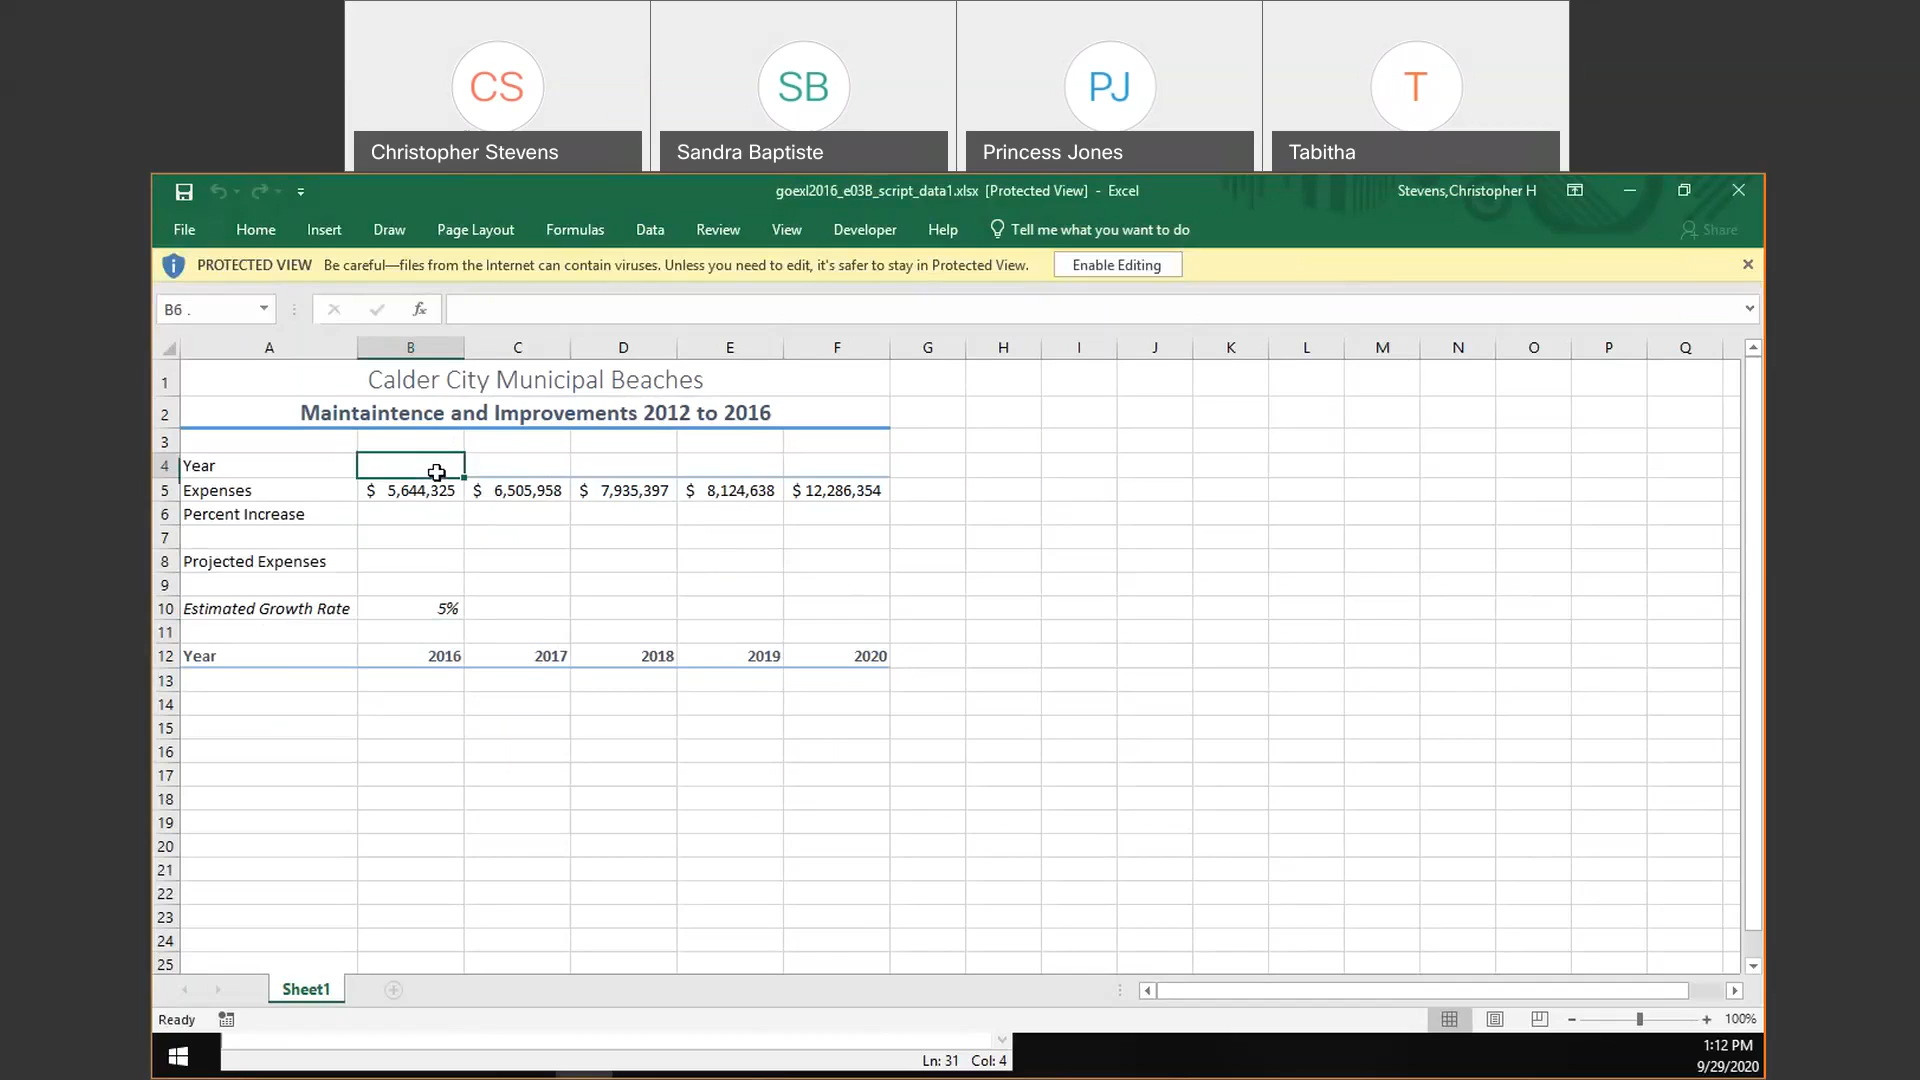 CS SB PJ T
Christopher Stevens Sandra Baptiste Princess Jones Tabitha
goexl2016_e03B_script_data1.xlsx [Protected View] - Excel Stevens,Christopher H
File Home Insert Draw Page Layout Formulas Data Review View Developer Help Tell me what you want to do Share
PROTECTED VIEW Be careful—files from the Internet can contain viruses. Unless you need to edit, it's safer to stay in Protected View. Enable Editing
B6 . fx
A B C D E F G H I J K L M N O P Q
1 Calder City Municipal Beaches
2 Maintaintence and Improvements 2012 to 2016
3
4 Year
5 Expenses $ 5,644,325 $ 6,505,958 $ 7,935,397 $ 8,124,638 $ 12,286,354
6 Percent Increase
7
8 Projected Expenses
9
10 Estimated Growth Rate 5%
11
12 Year 2016 2017 2018 2019 2020
13
14
15
16
17
18
19
20
21
22
23
24
25
Sheet1
Ready 100%
Ln: 31 Col: 4
1:12 PM
9/29/2020